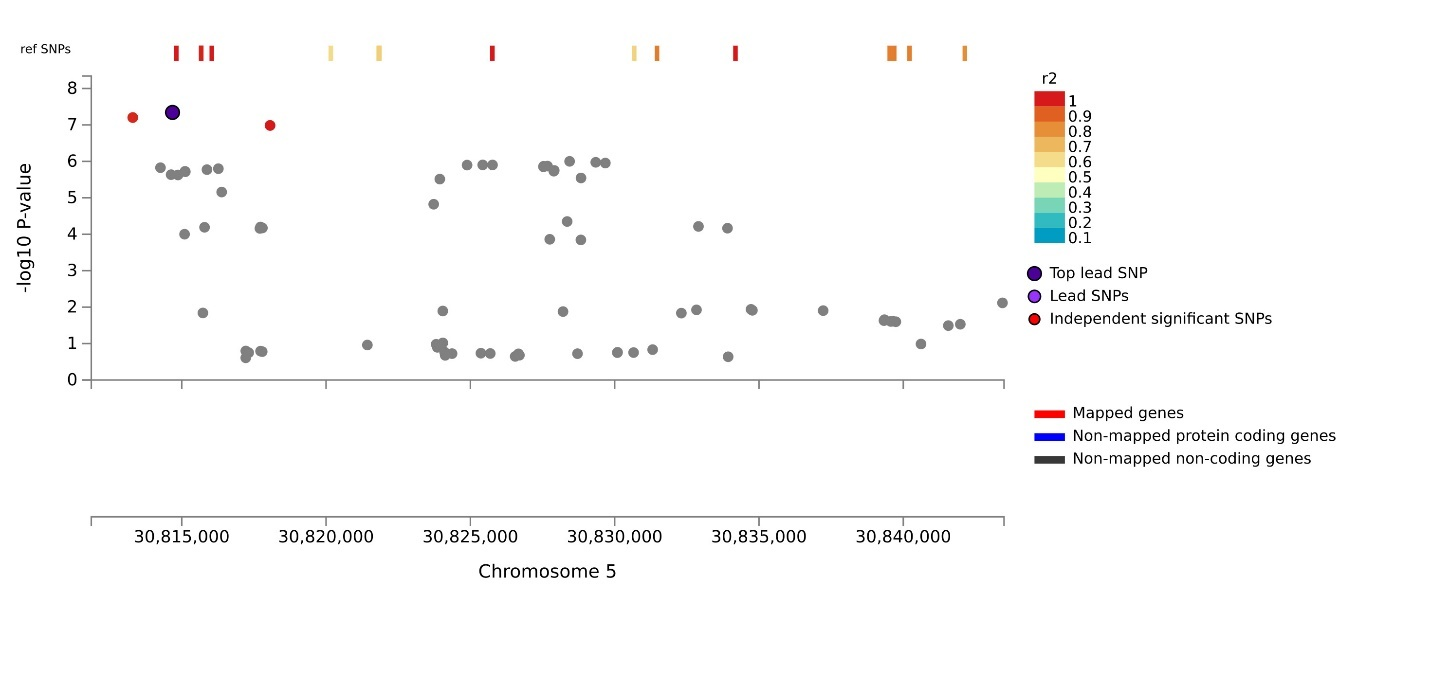 ref SNPs
r2
1
0.9
0.8
0.7
0.6
0.5
0.4
0.3
0.2
0.1
8
7
6
5
4
3
2
1
0
-log10 P-value
Top lead SNP
Lead SNPs
Independent significant SNPs
Mapped genes
Non-mapped protein coding genes
Non-mapped non-coding genes
30,815,000 30,820,000 30,825,000 30,830,000 30,835,000 30,840,000
Chromosome 5